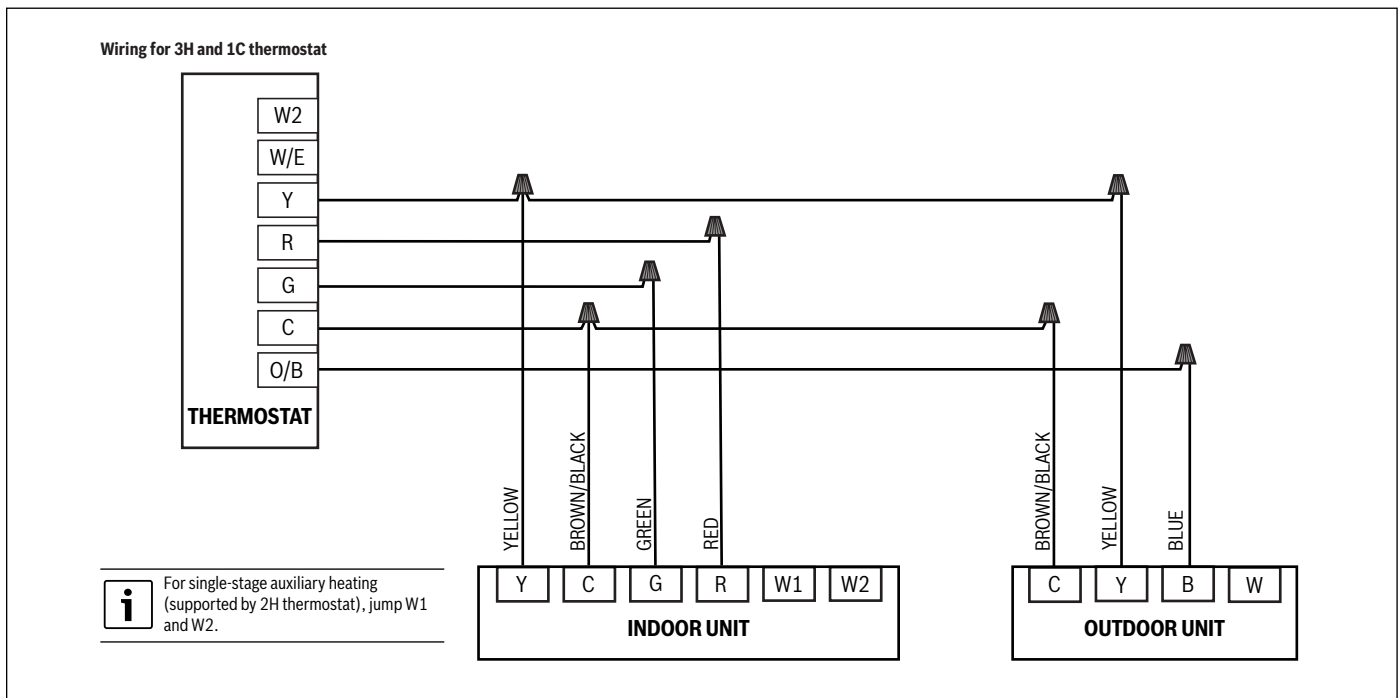 Wiring for 3H and 1C thermostat
W2
W/E
Y
R
G
C
O/B
THERMOSTAT
YELLOW
BROWN/BLACK
GREEN
RED
BROWN/BLACK
YELLOW
BLUE
i
For single-stage auxiliary heating
(supported by 2H thermostat), jump W1
and W2.
Y C G R W1 W2
INDOOR UNIT
C Y B W
OUTDOOR UNIT